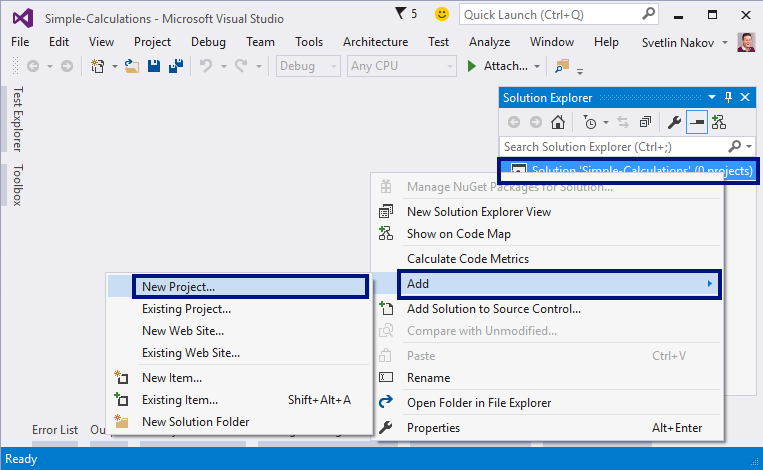 Simple-Calculations - Microsoft Visual Studio
5
Quick Launch (Ctrl+Q)
File Edit View Project Debug Team Tools Architecture Test Analyze Window Help Svetlin Nakov
Debug Any CPU Attach...
Test Explorer
Toolbox
Solution Explorer
Search Solution Explorer (Ctrl+;)
Solution 'Simple-Calculations' (0 projects)
Manage NuGet Packages for Solution...
New Solution Explorer View
Show on Code Map
Calculate Code Metrics
Add
Add Solution to Source Control...
Compare with Unmodified...
Paste Ctrl+V
Rename
Open Folder in File Explorer
Properties Alt+Enter
New Project...
Existing Project...
New Web Site...
Existing Web Site...
New Item...
Existing Item... Shift+Alt+A
New Solution Folder
Error List
Ready